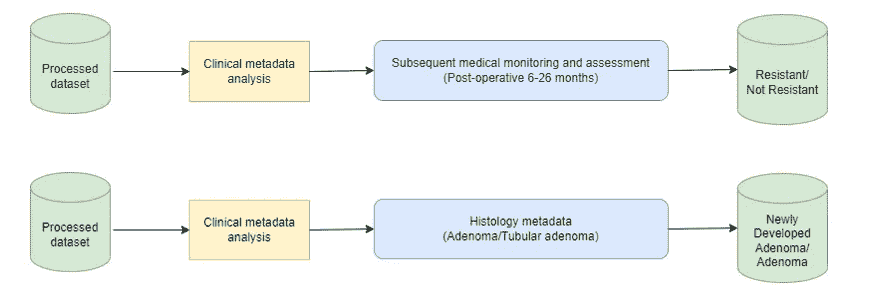 Processed
dataset
Clinical metadata
analysis
Subsequent medical monitoring and assessment
(Post-operative 6-26 months)
Resistant/
Not Resistant
Processed
dataset
Clinical metadata
analysis
Histology metadata
(Adenoma/Tubular adenoma)
Newly
Developed
Adenoma/
Adenoma